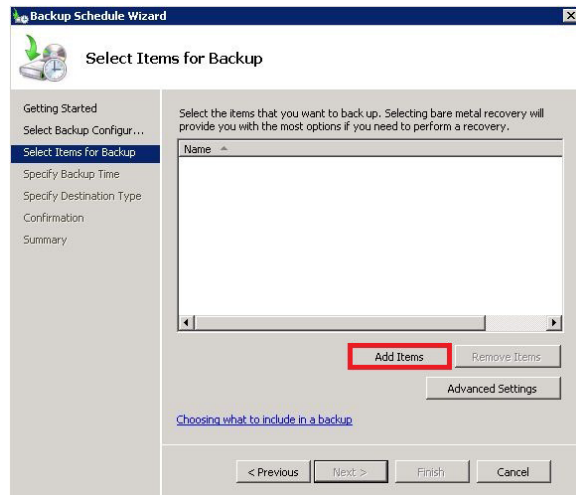 Backup Schedule Wizard
Select Items for Backup
Getting Started
Select Backup Configur...
Select Items for Backup
Specify Backup Time
Specify Destination Type
Confirmation
Summary
Select the items that you want to back up. Selecting bare metal recovery will
provide you with the most options if you need to perform a recovery.
Name
Add Items
Remove Items
Advanced Settings
Choosing what to include in a backup
< Previous
Next >
Finish
Cancel